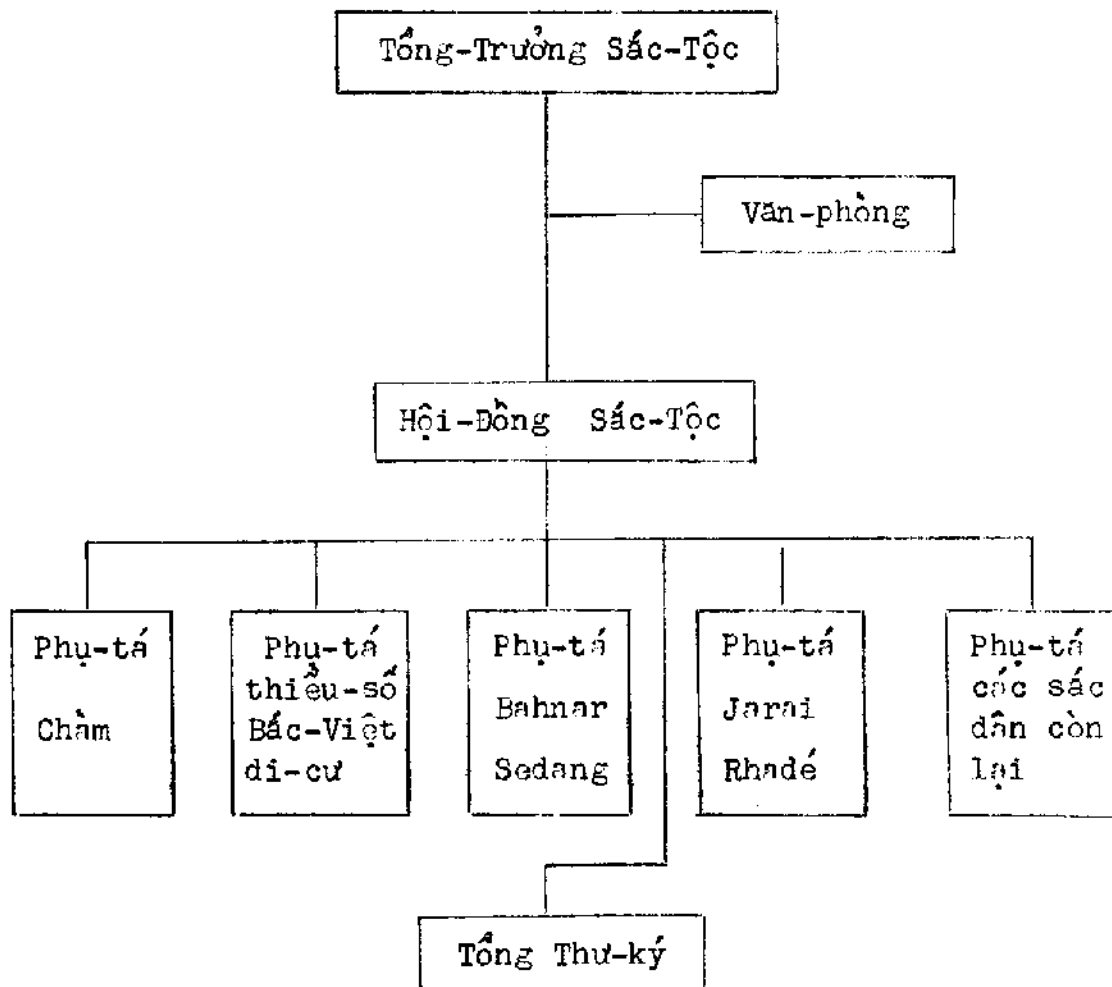 Tổng-Trưởng Sắc-Tộc
Văn-phòng
Hội-Đồng Sắc-Tộc
Phụ-tá
Chàm
Phụ-tá
thiểu-số
Bắc-Việt
di-cư
Phụ-tá
Bahnar
Sedang
Phụ-tá
Jarai
Rhadé
Phụ-tá
các sắc
dân còn
lại
Tổng Thư-ký